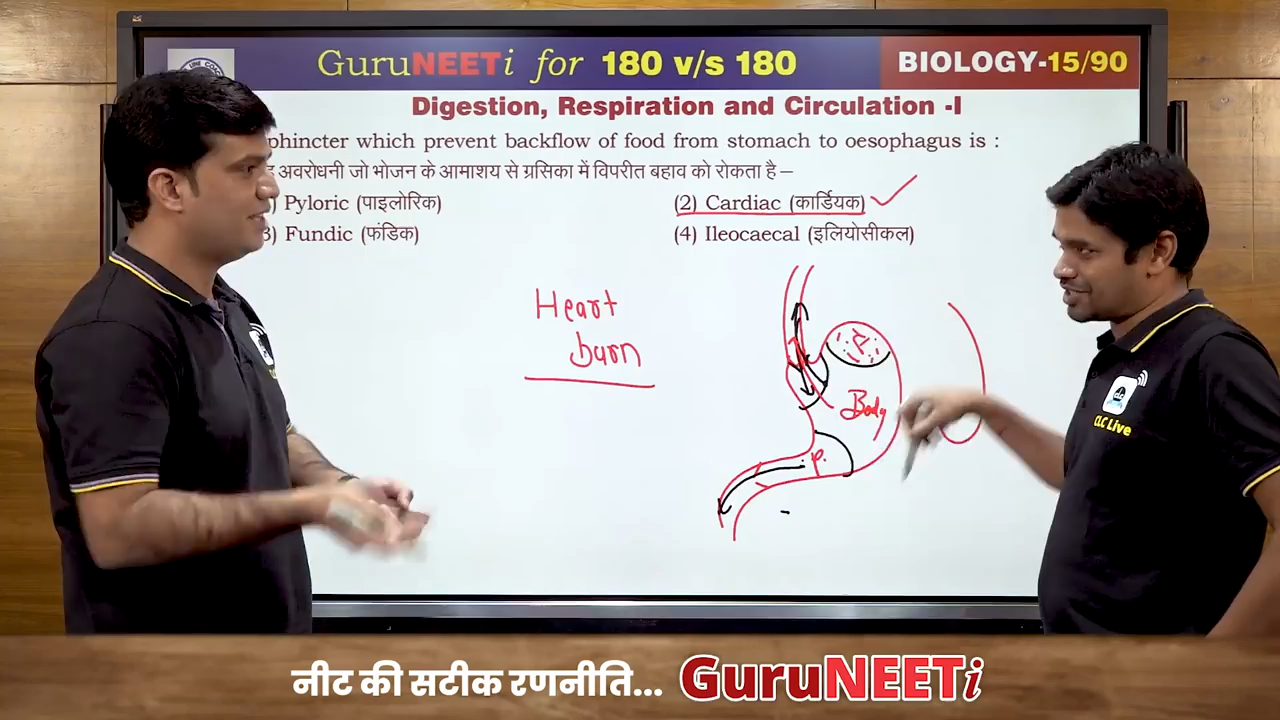 GuruNEETi for 180 v/s 180
BIOLOGY-15/90
Digestion, Respiration and Circulation -I
which prevent backflow of food from stomach to oesophagus is :
अवरोधनी जो भोजन के आमाशय से ग्रसिका में विपरीत बहाव को रोकता है –
Pyloric (पाइलोरिक)
(2) Cardiac (कार्डियक)
Fundic (फंडिक)
(4) Ileocaecal (इलियोसीकल)
Heart
burn
Body
P.
CLC Live
नीट की सटीक रणनीति...
GuruNEETi